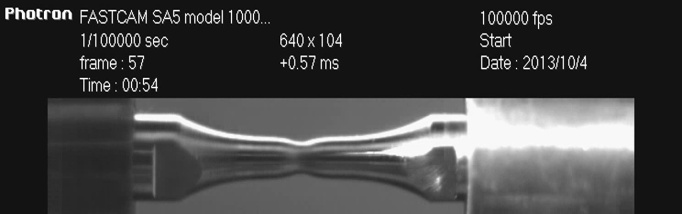 Photron
FASTCAM SA5 model 1000...
100000 fps
1/100000 sec
640 x 104
Start
frame : 57
+0.57 ms
Date : 2013/10/4
Time : 00:54